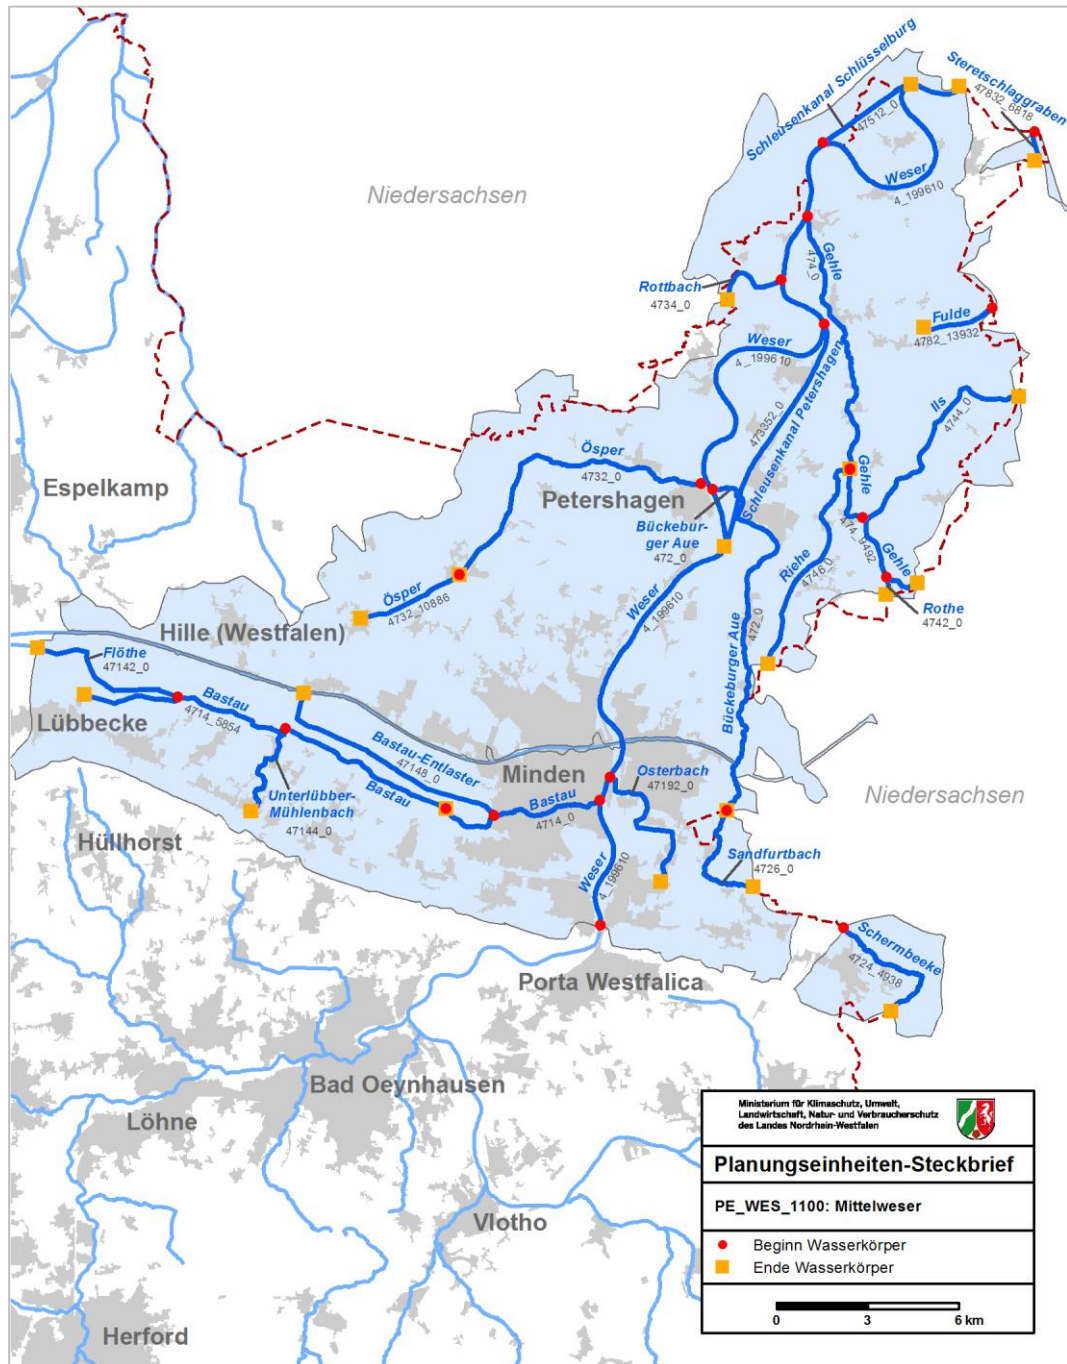 Schleusenkanal Schlüsselburg
47512_0
Steretschlaggraben
47832_6818
Niedersachsen
Weser
4_199610
Gehle
474_0
Rottbach
4734_0
Fulde
4782_13932
Weser
4_199610
Schleusenkanal Petershagen
473352_0
Ils
4744_0
Ösper
4732_0
Gehle
Espelkamp
Petershagen
Bückebur-
ger Aue
472_0
474_9492
Gehle
Riehe
4746_0
Rothe
4742_0
Ösper
4732_10886
Weser
4_199610
Hille (Westfalen)
Bückeburger Aue
472_0
Flöthe
47142_0
Lübbecke
Bastau
4714_5854
Bastau-Entlaster
47148_0
Minden
Osterbach
47192_0
Unterlübber-
Mühlenbach
47144_0
Bastau
Bastau
4714_0
Niedersachsen
Hüllhorst
Weser
4_199610
Sandfurtbach
4726_0
Schermbeeke
4724_4938
Porta Westfalica
Bad Oeynhausen
Löhne
Vlotho
Herford
Ministerium für Klimaschutz, Umwelt,
Landwirtschaft, Natur- und Verbraucherschutz
des Landes Nordrhein-Westfalen
Planungseinheiten-Steckbrief
PE_WES_1100: Mittelweser
Beginn Wasserkörper
Ende Wasserkörper
0 3 6 km